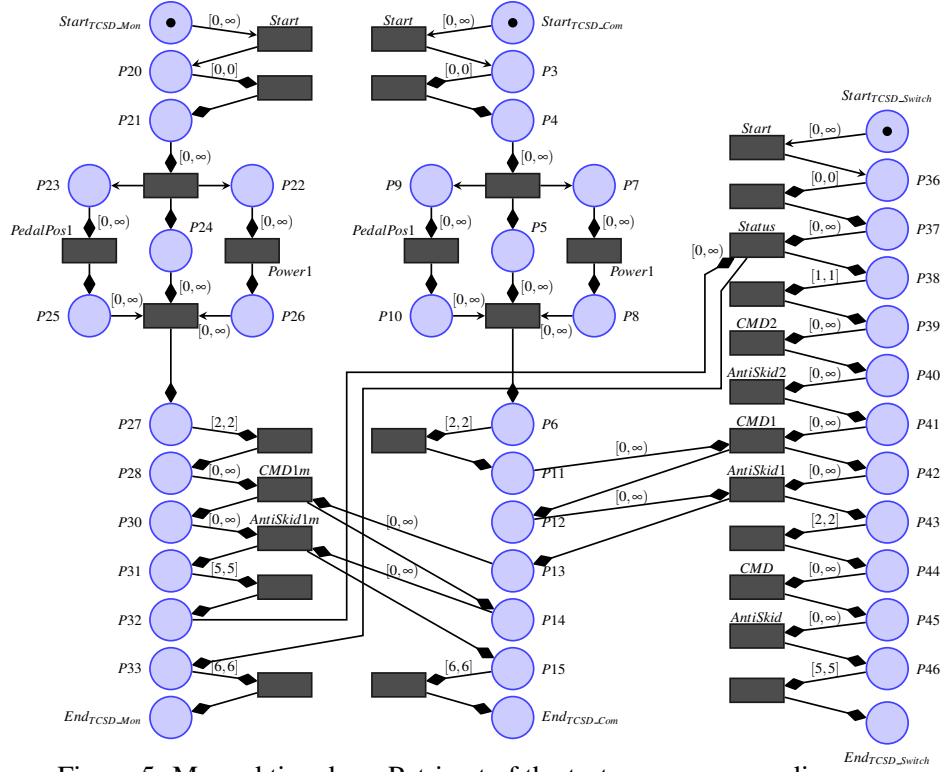 Start_TCSD_Mon [0,∞) Start Start [0,∞) Start_TCSD_Com
P20 [0,0] [0,0] P3
Start_TCSD_Switch
P21 P4
Start [0,∞)
[0,∞) [0,∞)
P23 P22 P9 P7 [0,0] P36
[0,∞) P24 [0,∞) [0,∞) P5 [0,∞) Status [0,∞) P37
PedalPos1 Power1 PedalPos1 Power1 [0,∞)
[1,1] P38
[0,∞) [0,∞) [0,∞) [0,∞)
P25 [0,∞) P26 P10 [0,∞) P8
CMD2 [0,∞) P39
AntiSkid2 [0,∞) P40
P27 [2,2] [2,2] P6 CMD1 [0,∞) P41
P28 [0,∞) CMD1m P11 [0,∞) AntiSkid1 [0,∞) P42
P30 [0,∞) AntiSkid1m [0,∞) P12 [0,∞) [2,2] P43
P31 [5,5] [0,∞) P13 CMD [0,∞) P44
P32 P14 AntiSkid [0,∞) P45
P33 [6,6] [6,6] P15 [5,5] P46
End_TCSD_Mon End_TCSD_Com
End_TCSD_Switch